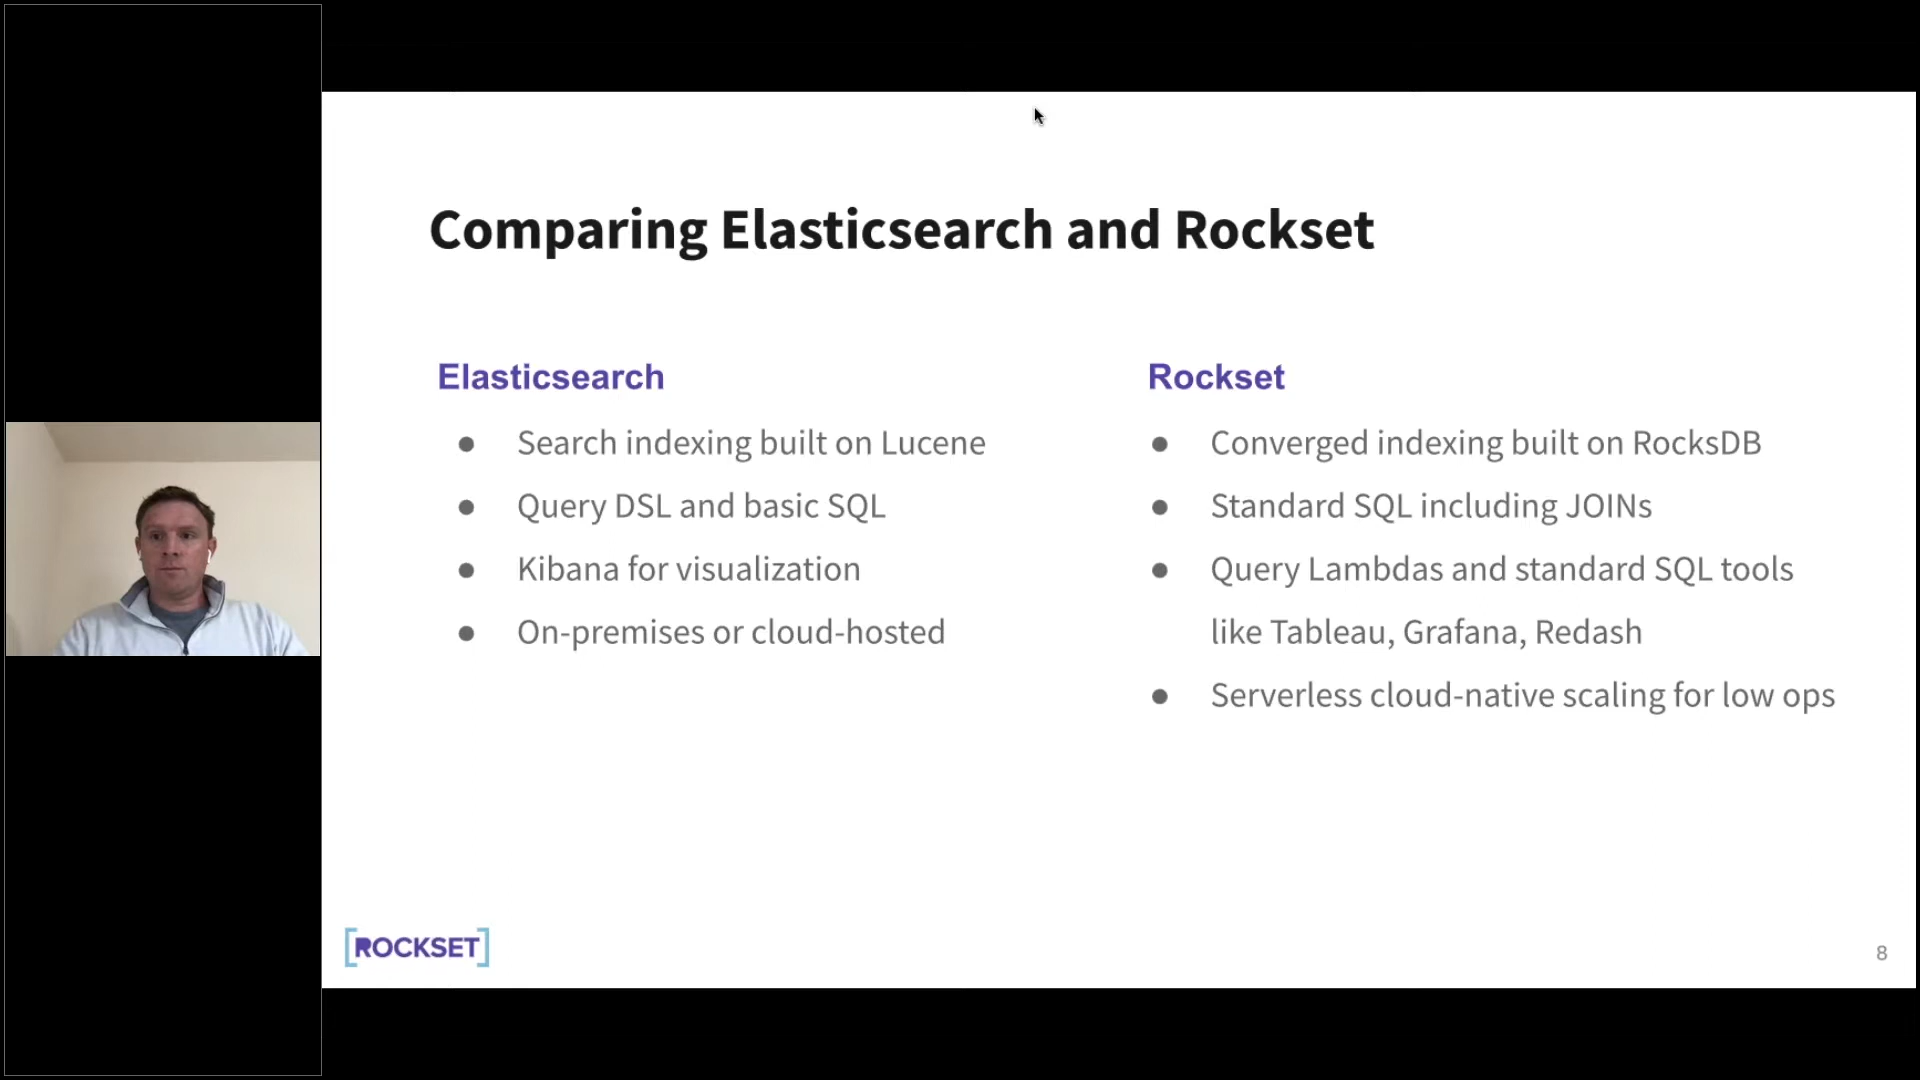 Comparing Elasticsearch and Rockset
Elasticsearch
● Search indexing built on Lucene
● Query DSL and basic SQL
● Kibana for visualization
● On-premises or cloud-hosted
Rockset
● Converged indexing built on RocksDB
● Standard SQL including JOINs
● Query Lambdas and standard SQL tools
like Tableau, Grafana, Redash
● Serverless cloud-native scaling for low ops
[ROCKSET]
8